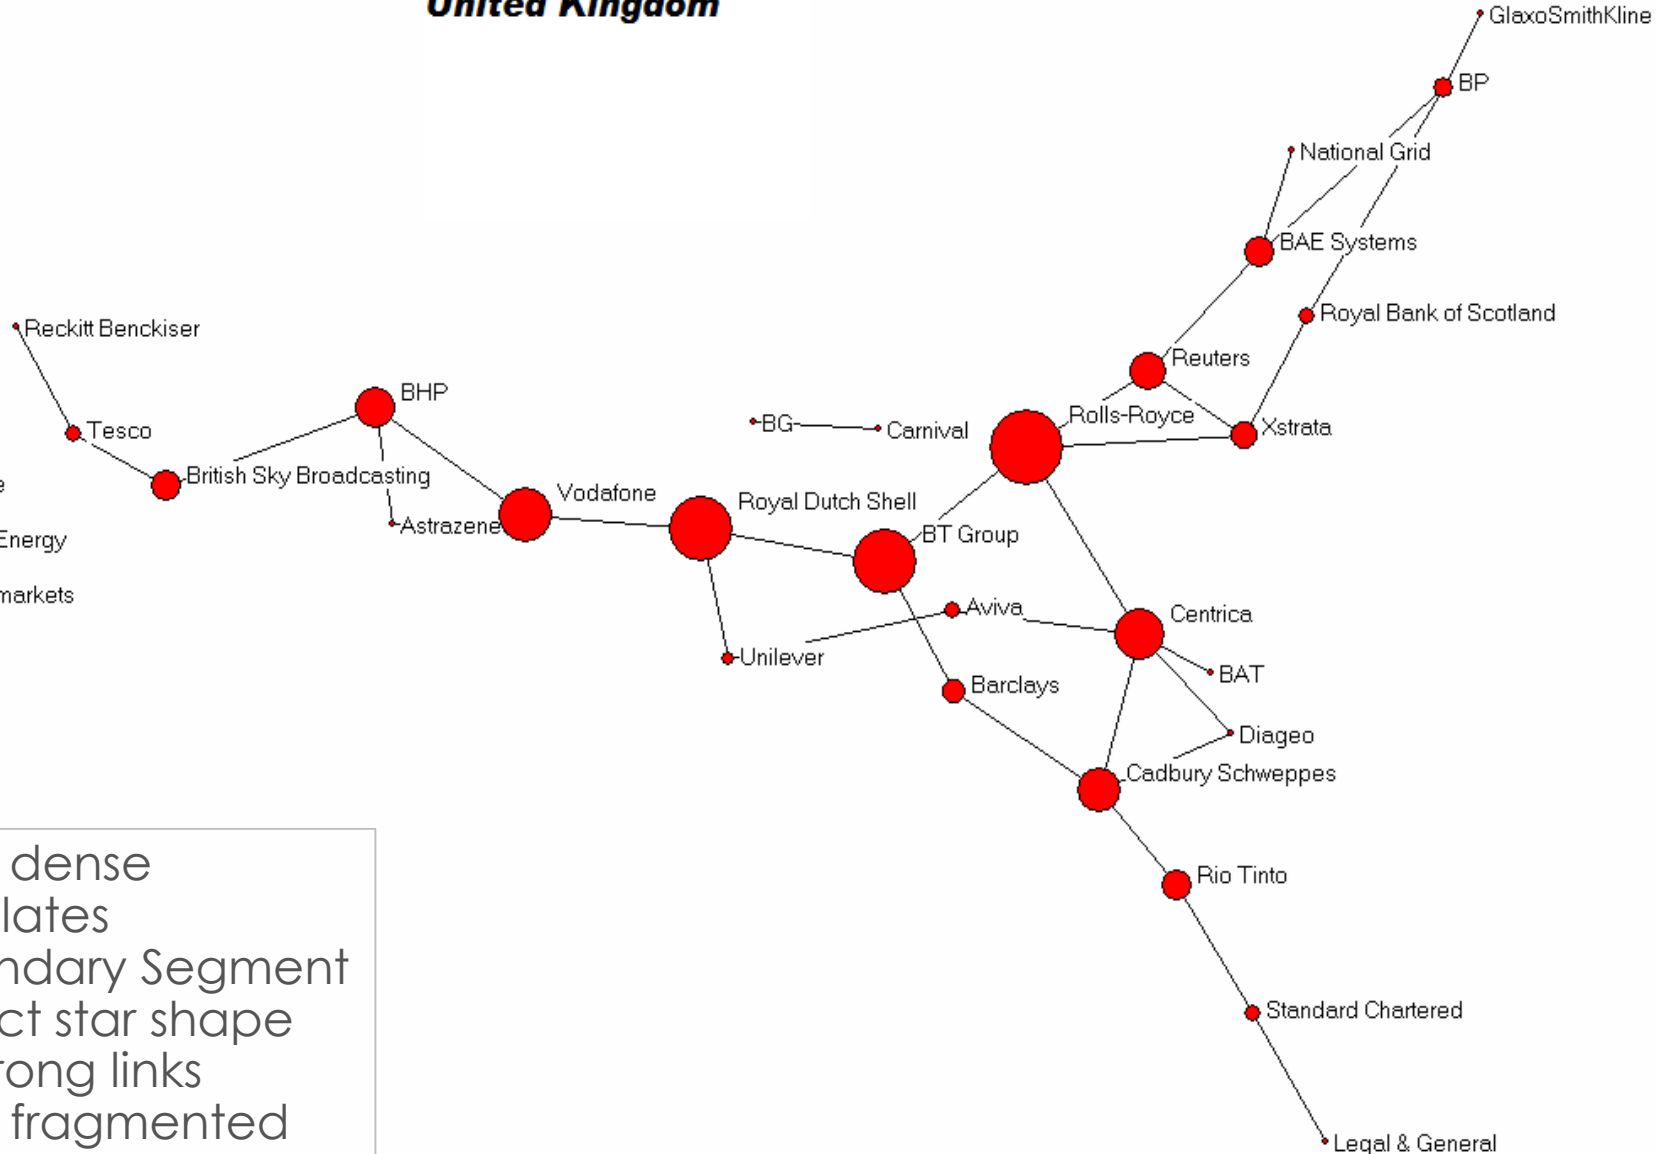 United Kingdom
GlaxoSmithKline
BP
National Grid
BAE Systems
Royal Bank of Scotland
Reckitt Benckiser
Reuters
BHP
Rolls-Royce
Tesco
BG
Carnival
Xstrata
British Sky Broadcasting
Vodafone
Royal Dutch Shell
Astrazene
BT Group
Energy
markets
Aviva
Centrica
Unilever
BAT
Barclays
Diageo
Cadbury Schweppes
dense
lates
ndary Segment
Rio Tinto
ct star shape
Standard Chartered
rong links
fragmented
Legal & General